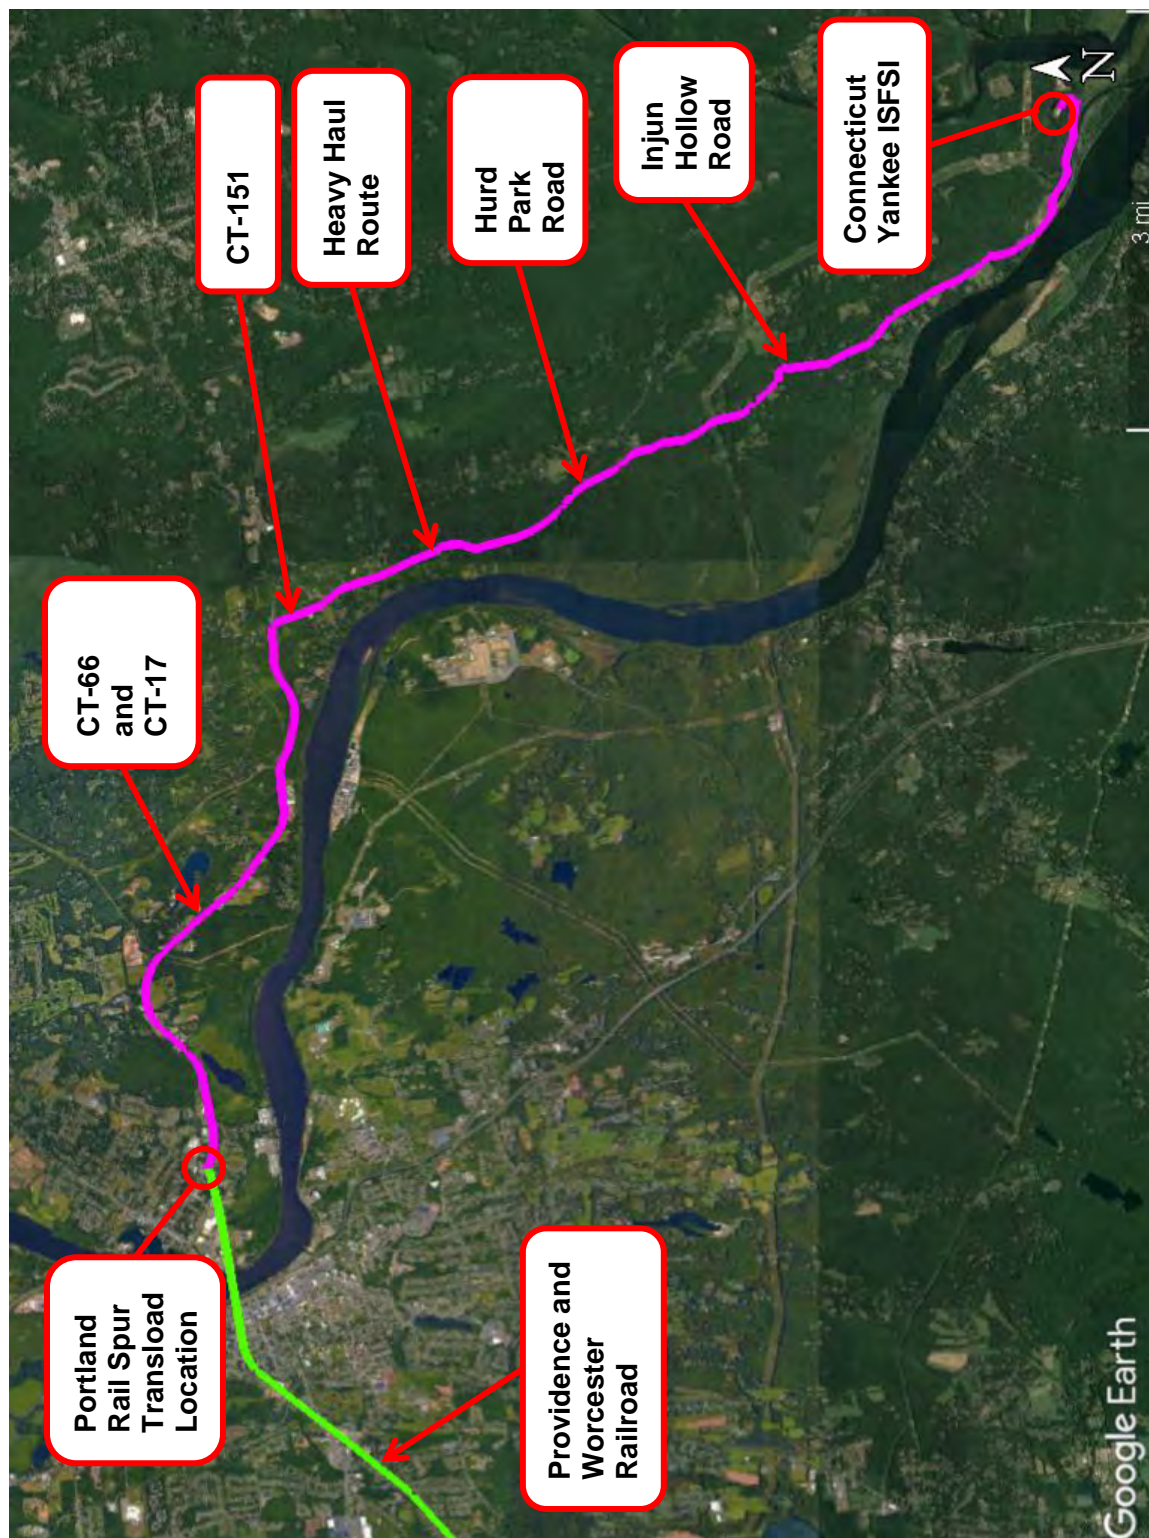 Portland
Rail Spur
Transload
Location
CT-66
and
CT-17
CT-151
Heavy Haul
Route
Hurd
Park
Road
Injun
Hollow
Road
Connecticut
Yankee ISFSI
Providence and
Worcester
Railroad
N
Google Earth
3 mi